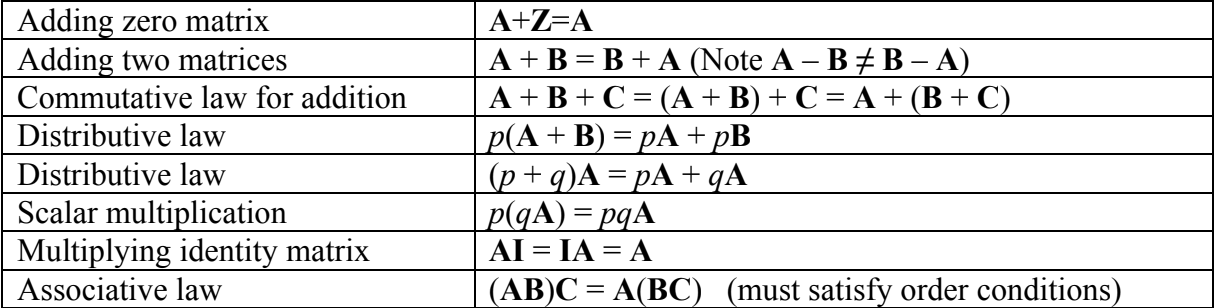 Adding zero matrix A+Z=A
Adding two matrices A + B = B + A (Note A – B ≠ B – A)
Commutative law for addition A + B + C = (A + B) + C = A + (B + C)
Distributive law p(A + B) = pA + pB
Distributive law (p + q)A = pA + qA
Scalar multiplication p(qA) = pqA
Multiplying identity matrix AI = IA = A
Associative law (AB)C = A(BC) (must satisfy order conditions)